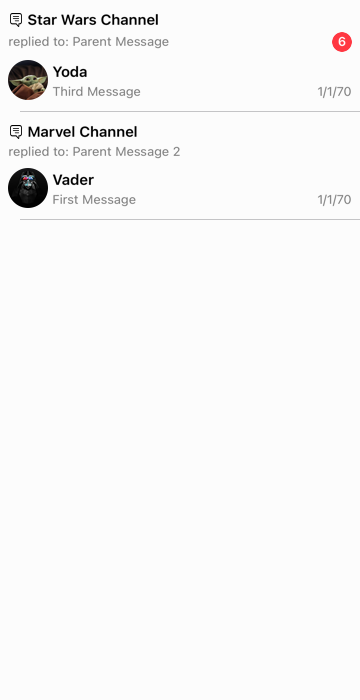 Star Wars Channel
replied to: Parent Message
6
Yoda
Third Message
1/1/70
Marvel Channel
replied to: Parent Message 2
Vader
First Message
1/1/70